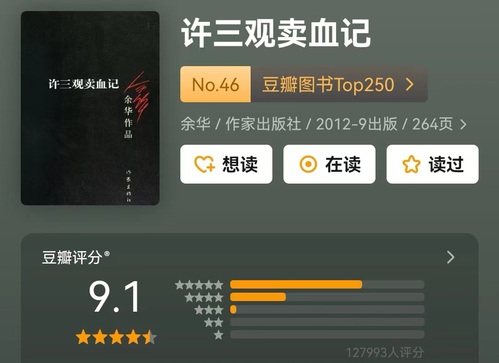 许三观卖血记
No.46 豆瓣图书Top250
余华 / 作家出版社 / 2012-9出版 / 264页
想读 在读 读过
许三观卖血记
余华
余华作品
作家出版社
豆瓣评分®
9.1
127993人评分